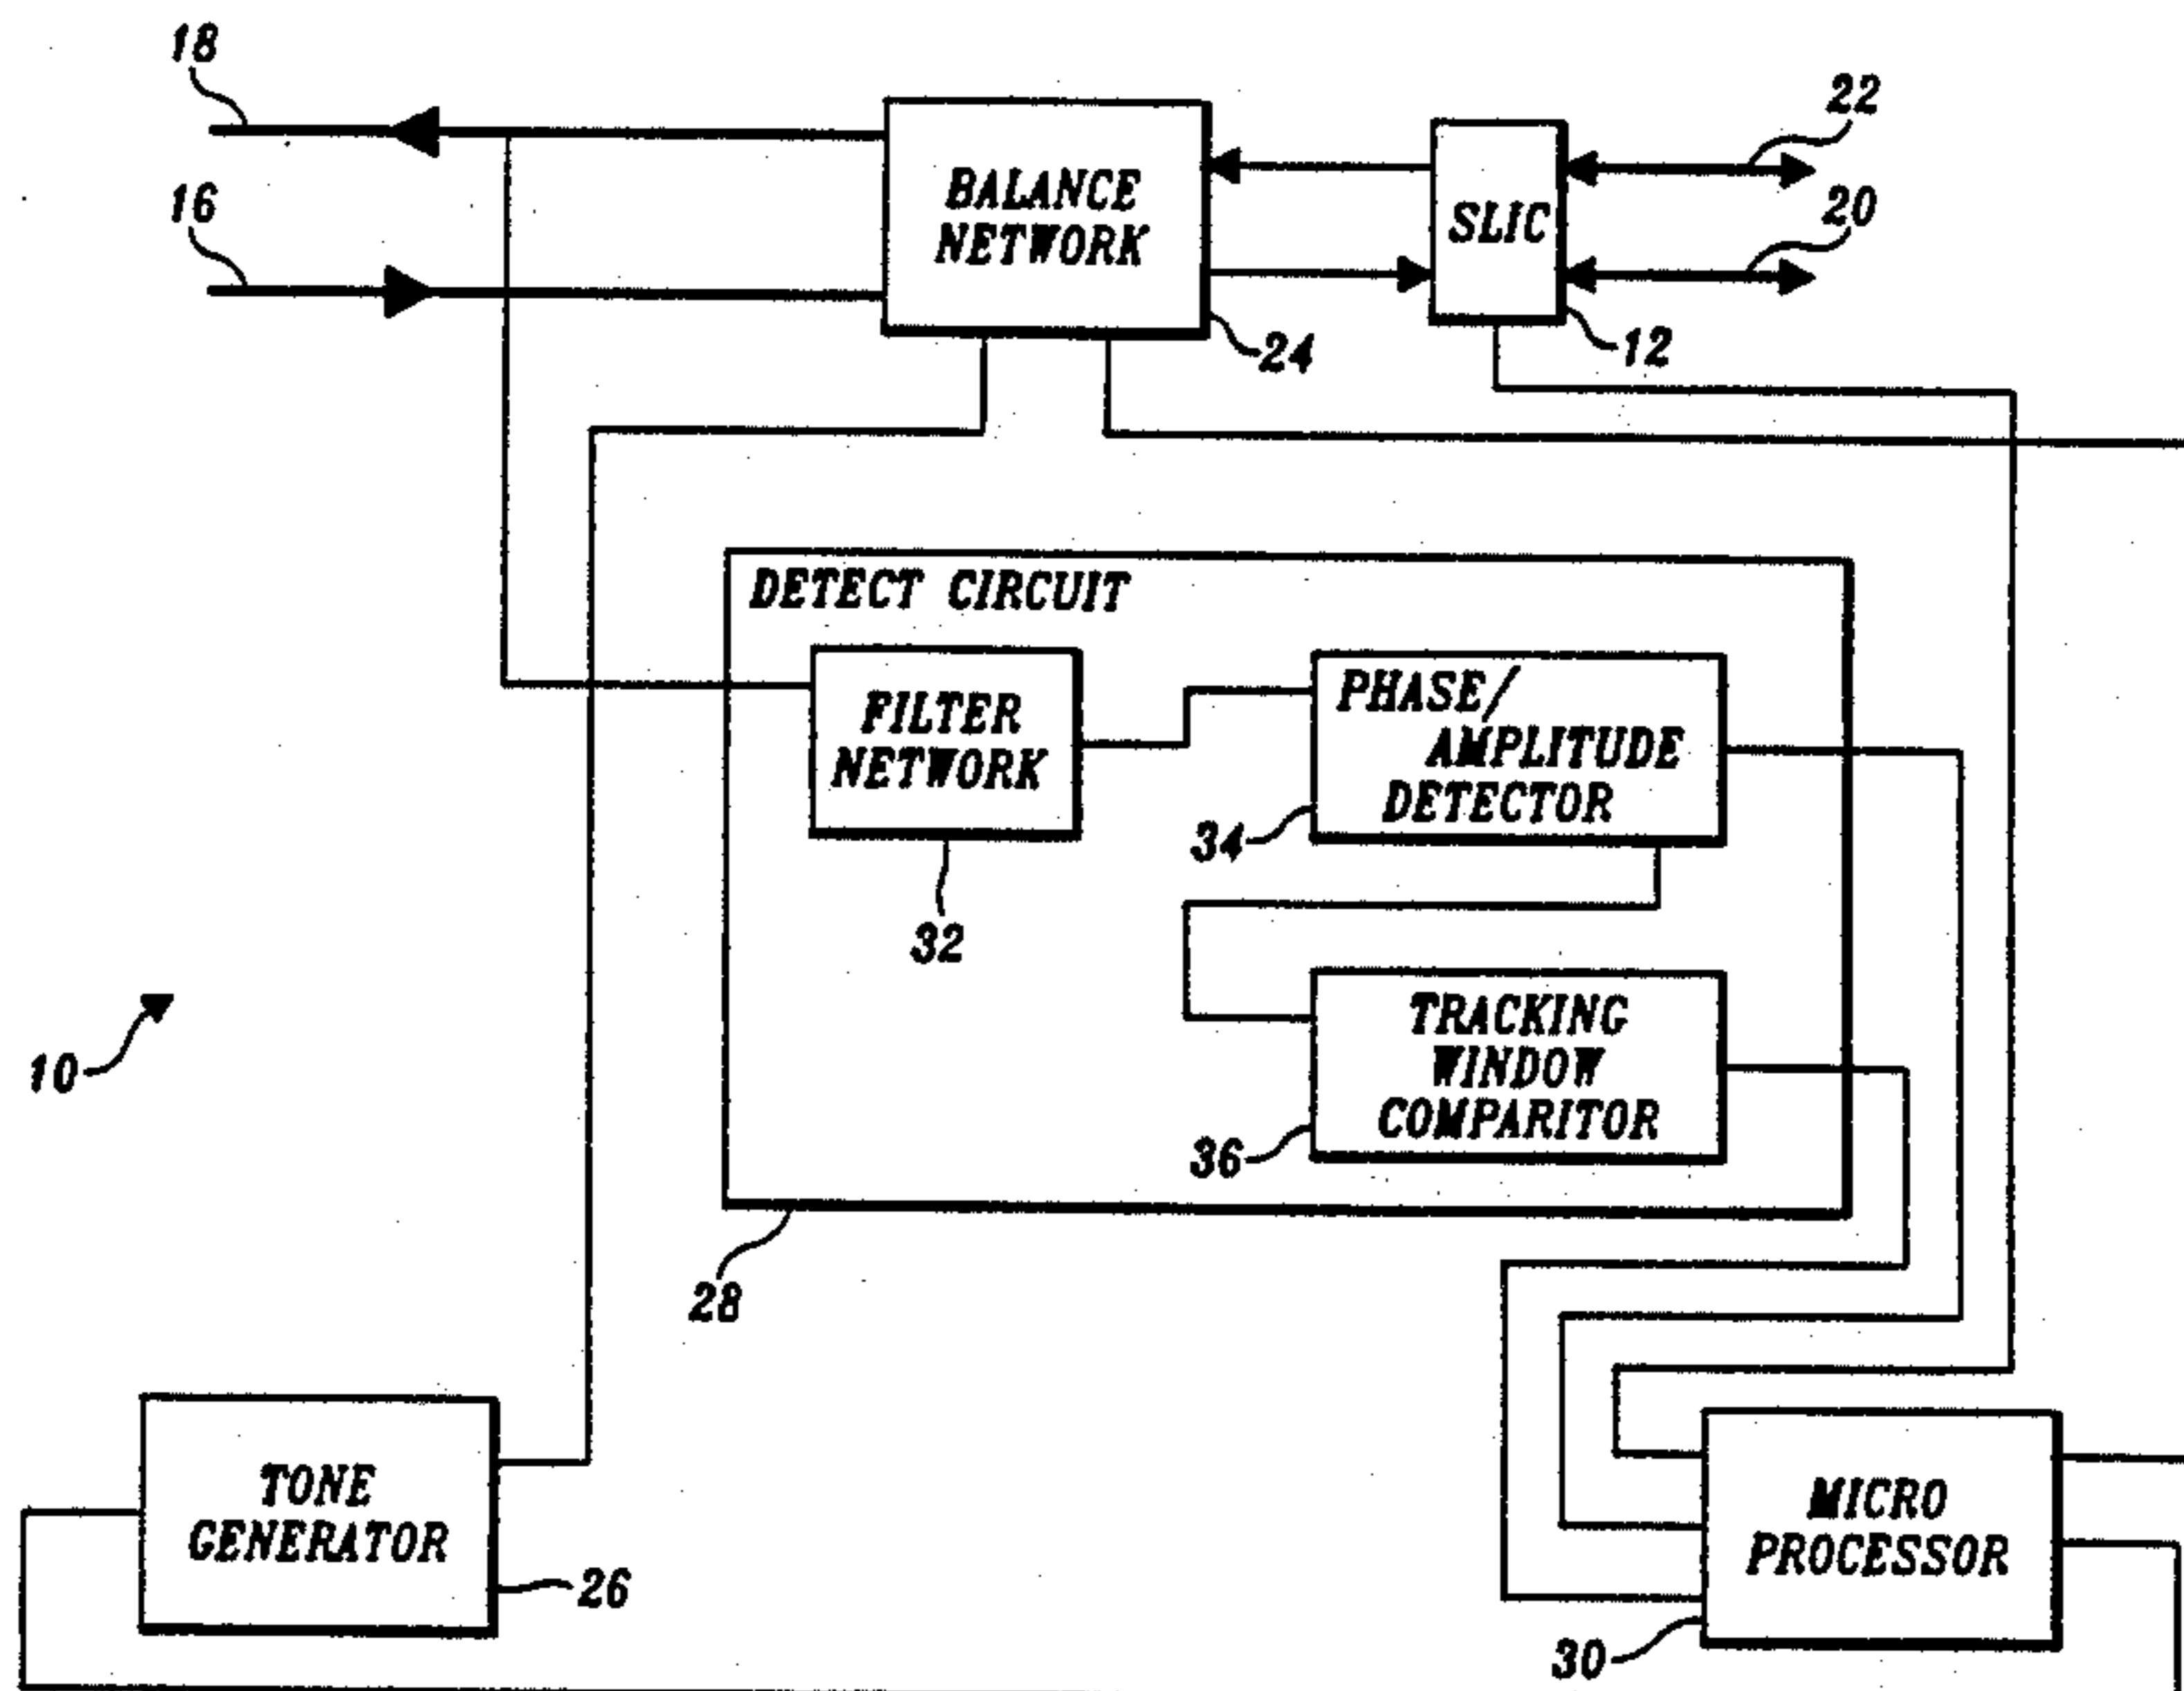 18
22
BALANCE
NETWORK
SLIC
16
20
24
12
DETECT CIRCUIT
FILTER
NETWORK
PHASE/
AMPLITUDE
DETECTOR
34
32
TRACKING
WINDOW
COMPARITOR
10
36
28
TONE
GENERATOR
MICRO
PROCESSOR
26
30